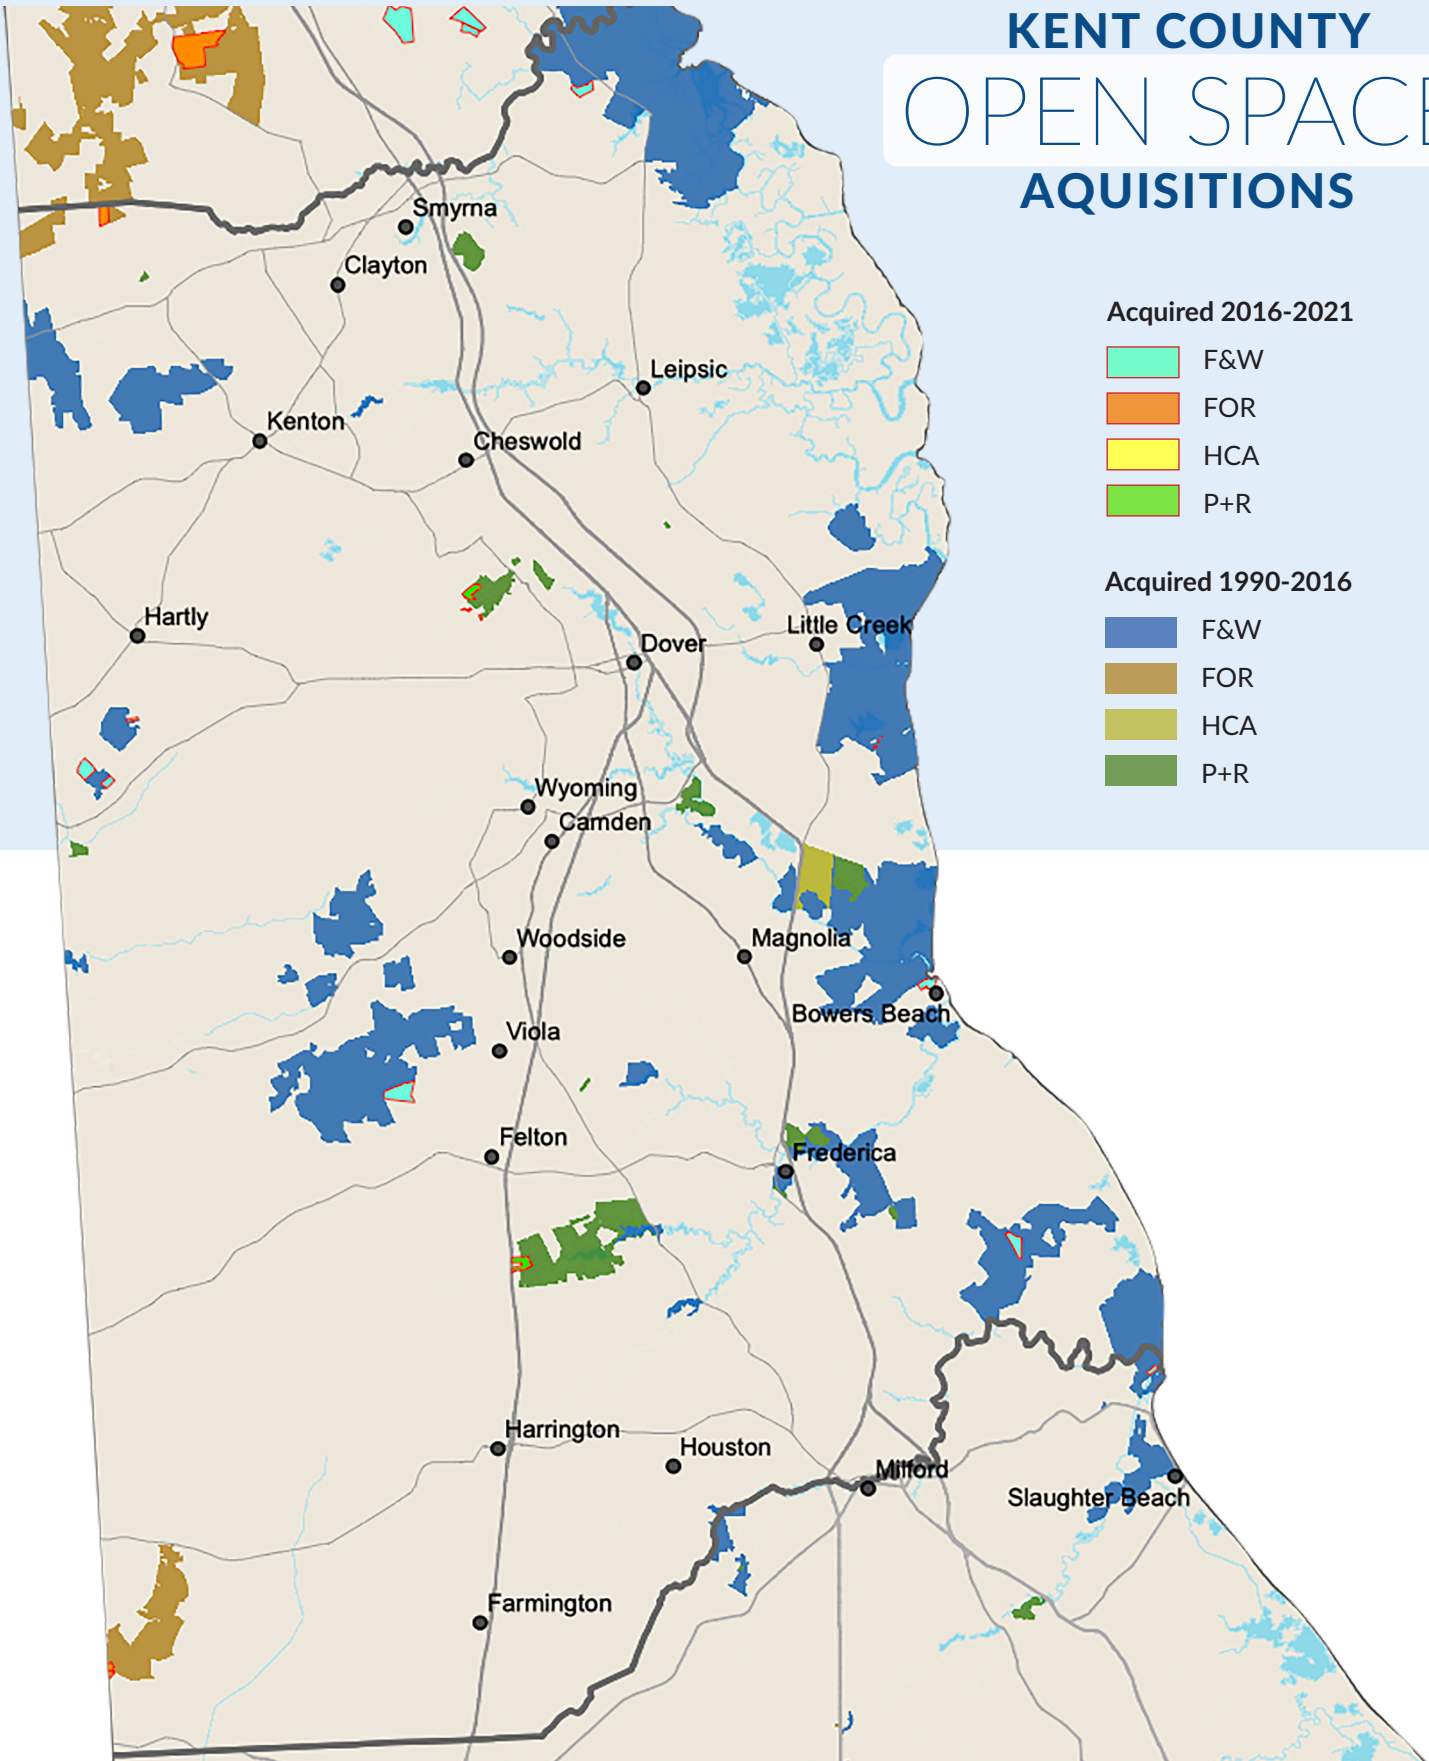 KENT COUNTY
OPEN SPACE
AQUISITIONS
Acquired 2016-2021
F&W
FOR
HCA
P+R
Acquired 1990-2016
F&W
FOR
HCA
P+R
Smyrna
Clayton
Leipsic
Kenton
Cheswold
Hartly
Little Creek
Dover
Wyoming
Camden
Woodside
Magnolia
Bowers Beach
Viola
Felton
Frederica
Harrington
Houston
Milford
Slaughter Beach
Farmington